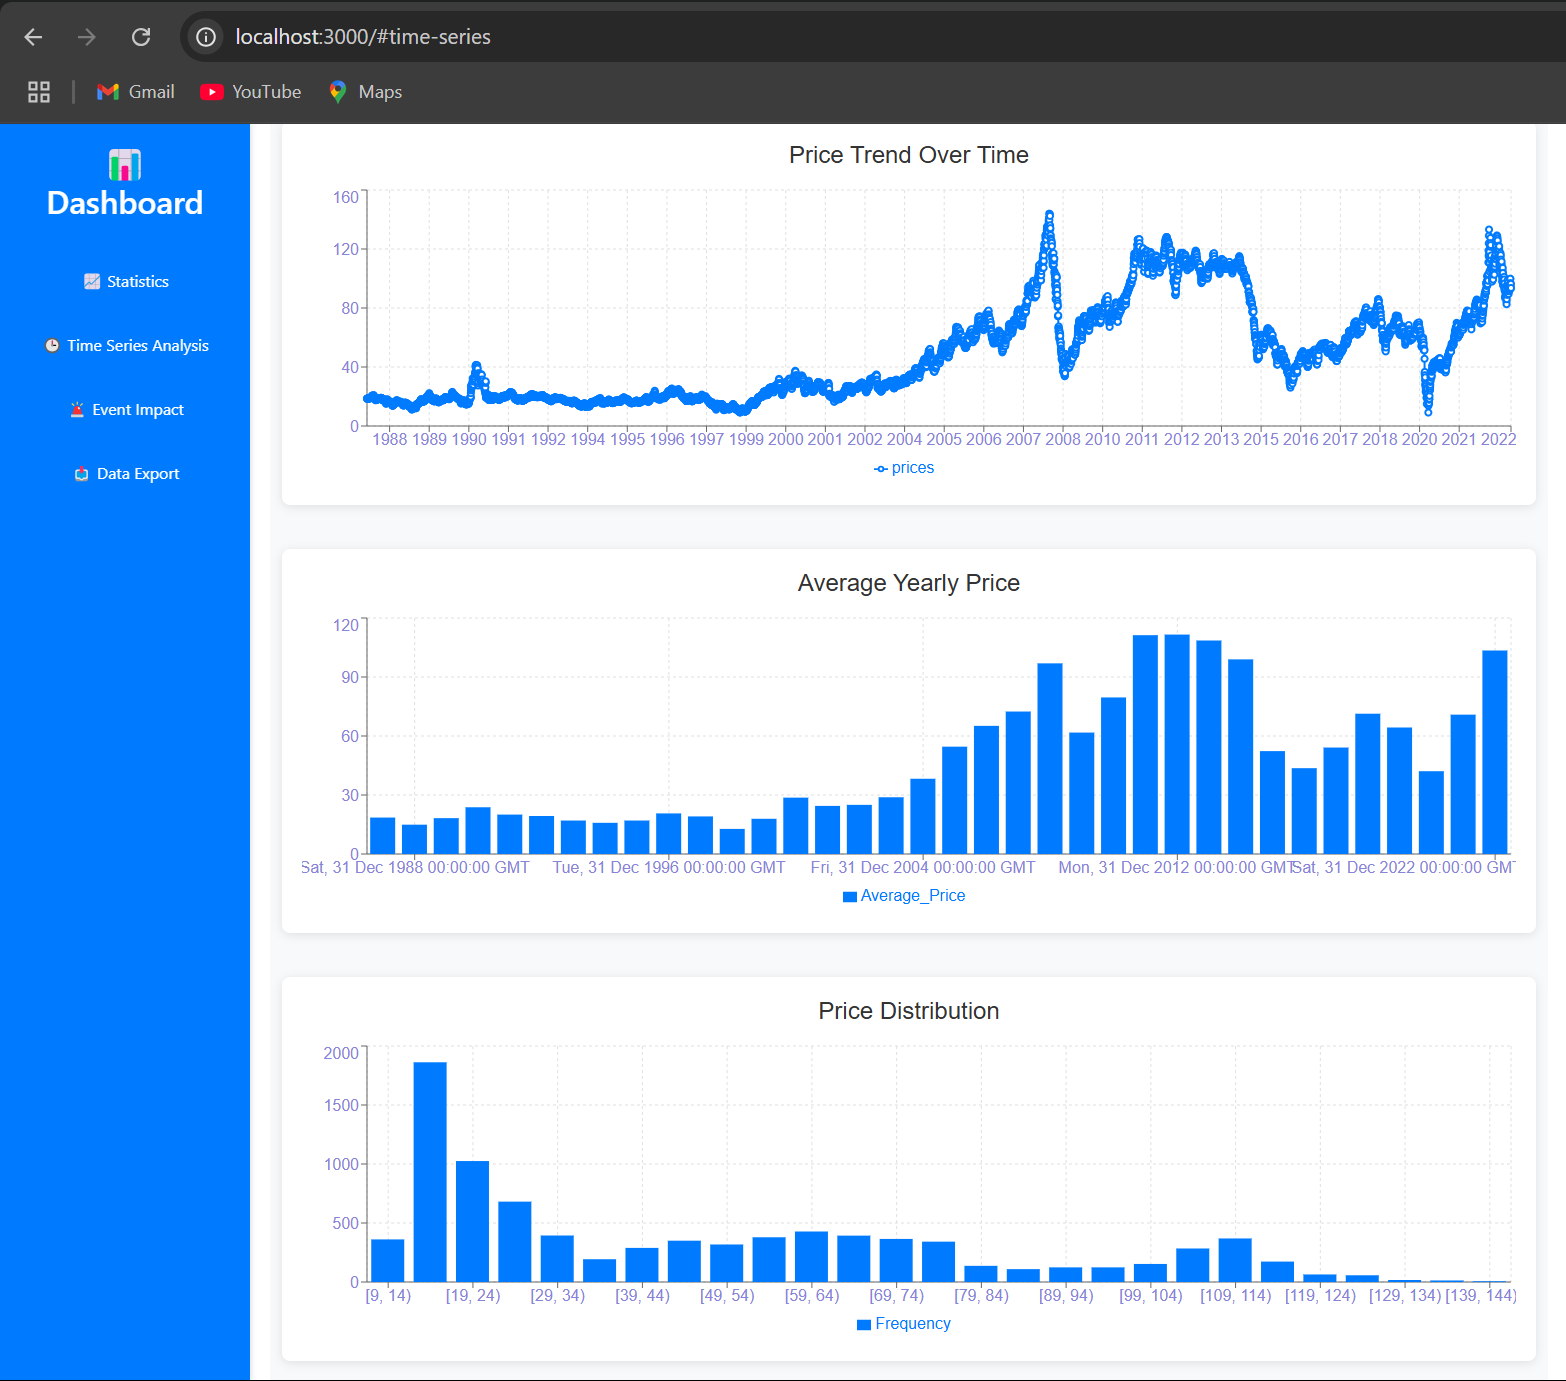 localhost:3000/#time-series
Gmail YouTube Maps
Dashboard
Statistics
Time Series Analysis
Event Impact
Data Export
Price Trend Over Time
160
120
80
40
0
1988 1989 1990 1991 1992 1994 1995 1996 1997 1999 2000 2001 2002 2004 2005 2006 2007 2008 2010 2011 2012 2013 2015 2016 2017 2018 2020 2021 2022
prices
Average Yearly Price
120
90
60
30
0
Sat, 31 Dec 1988 00:00:00 GMT Tue, 31 Dec 1996 00:00:00 GMT Fri, 31 Dec 2004 00:00:00 GMT Mon, 31 Dec 2012 00:00:00 GMT Sat, 31 Dec 2022 00:00:00 GM
Average_Price
Price Distribution
2000
1500
1000
500
0
[9, 14) [19, 24) [29, 34) [39, 44) [49, 54) [59, 64) [69, 74) [79, 84) [89, 94) [99, 104) [109, 114) [119, 124) [129, 134) [139, 144)
Frequency